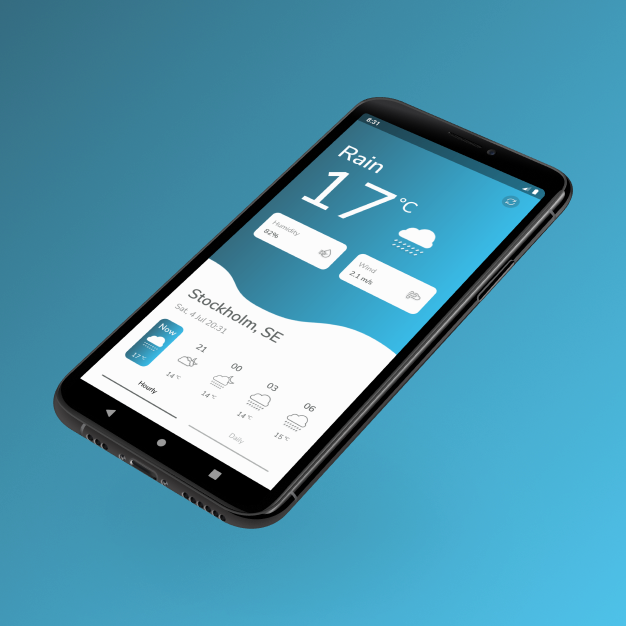 6:31
Rain
17 °C
Humidity
82%
Wind
2.1 m/s
Stockholm, SE
Sat, 4 Jul 20:31
Now 21 00 03 06
17 °C 14 °C 14 °C 14 °C 15 °C
Hourly Daily